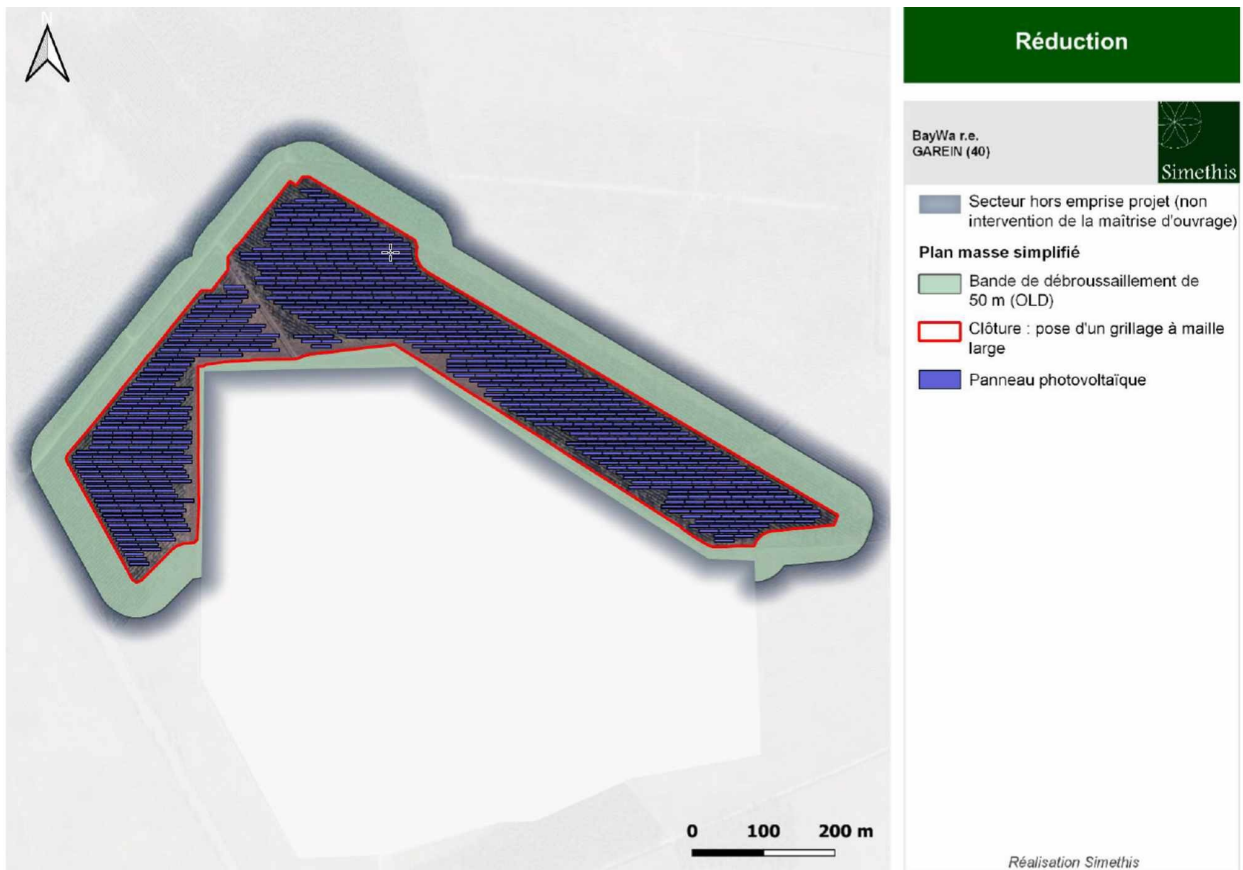 N
Réduction
BayWa r.e.
GAREIN (40)
Simethis
Secteur hors emprise projet (non
intervention de la maîtrise d'ouvrage)
Plan masse simplifié
Bande de débroussaillement de
50 m (OLD)
Clôture : pose d'un grillage à maille
large
Panneau photovoltaïque
0 100 200 m
Réalisation Simethis